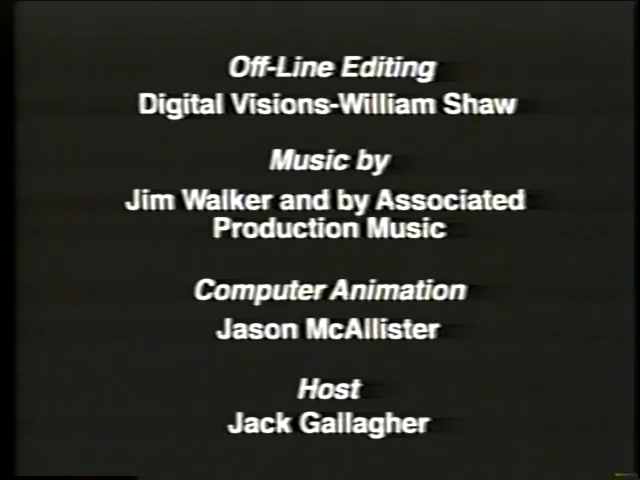 Off-Line Editing
Digital Visions-William Shaw
Music by
Jim Walker and by Associated
Production Music
Computer Animation
Jason McAllister
Host
Jack Gallagher